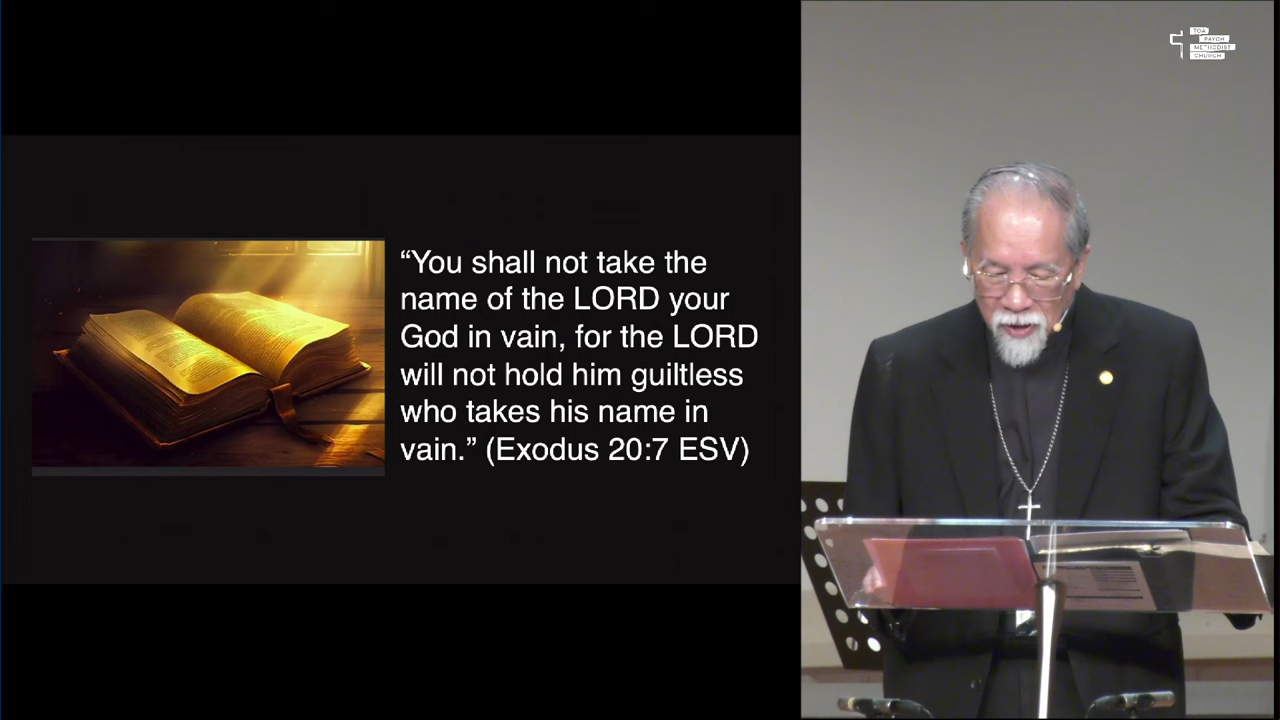 “You shall not take the
name of the LORD your
God in vain, for the LORD
will not hold him guiltless
who takes his name in
vain.” (Exodus 20:7 ESV)
TOA
PAYOH
METHODIST
CHURCH